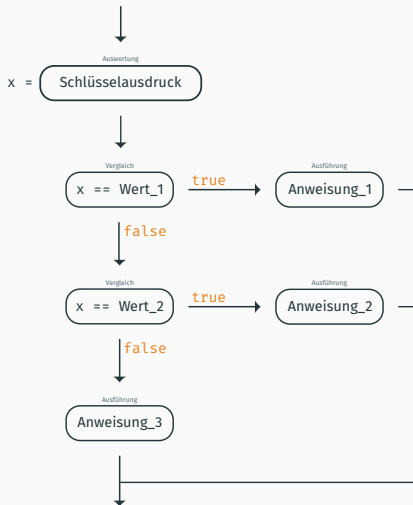 Auswertung
x = Schlüsselausdruck
Vergleich
Ausführung
x == Wert_1
true
Anweisung_1
false
Vergleich
Ausführung
x == Wert_2
true
Anweisung_2
false
Ausführung
Anweisung_3